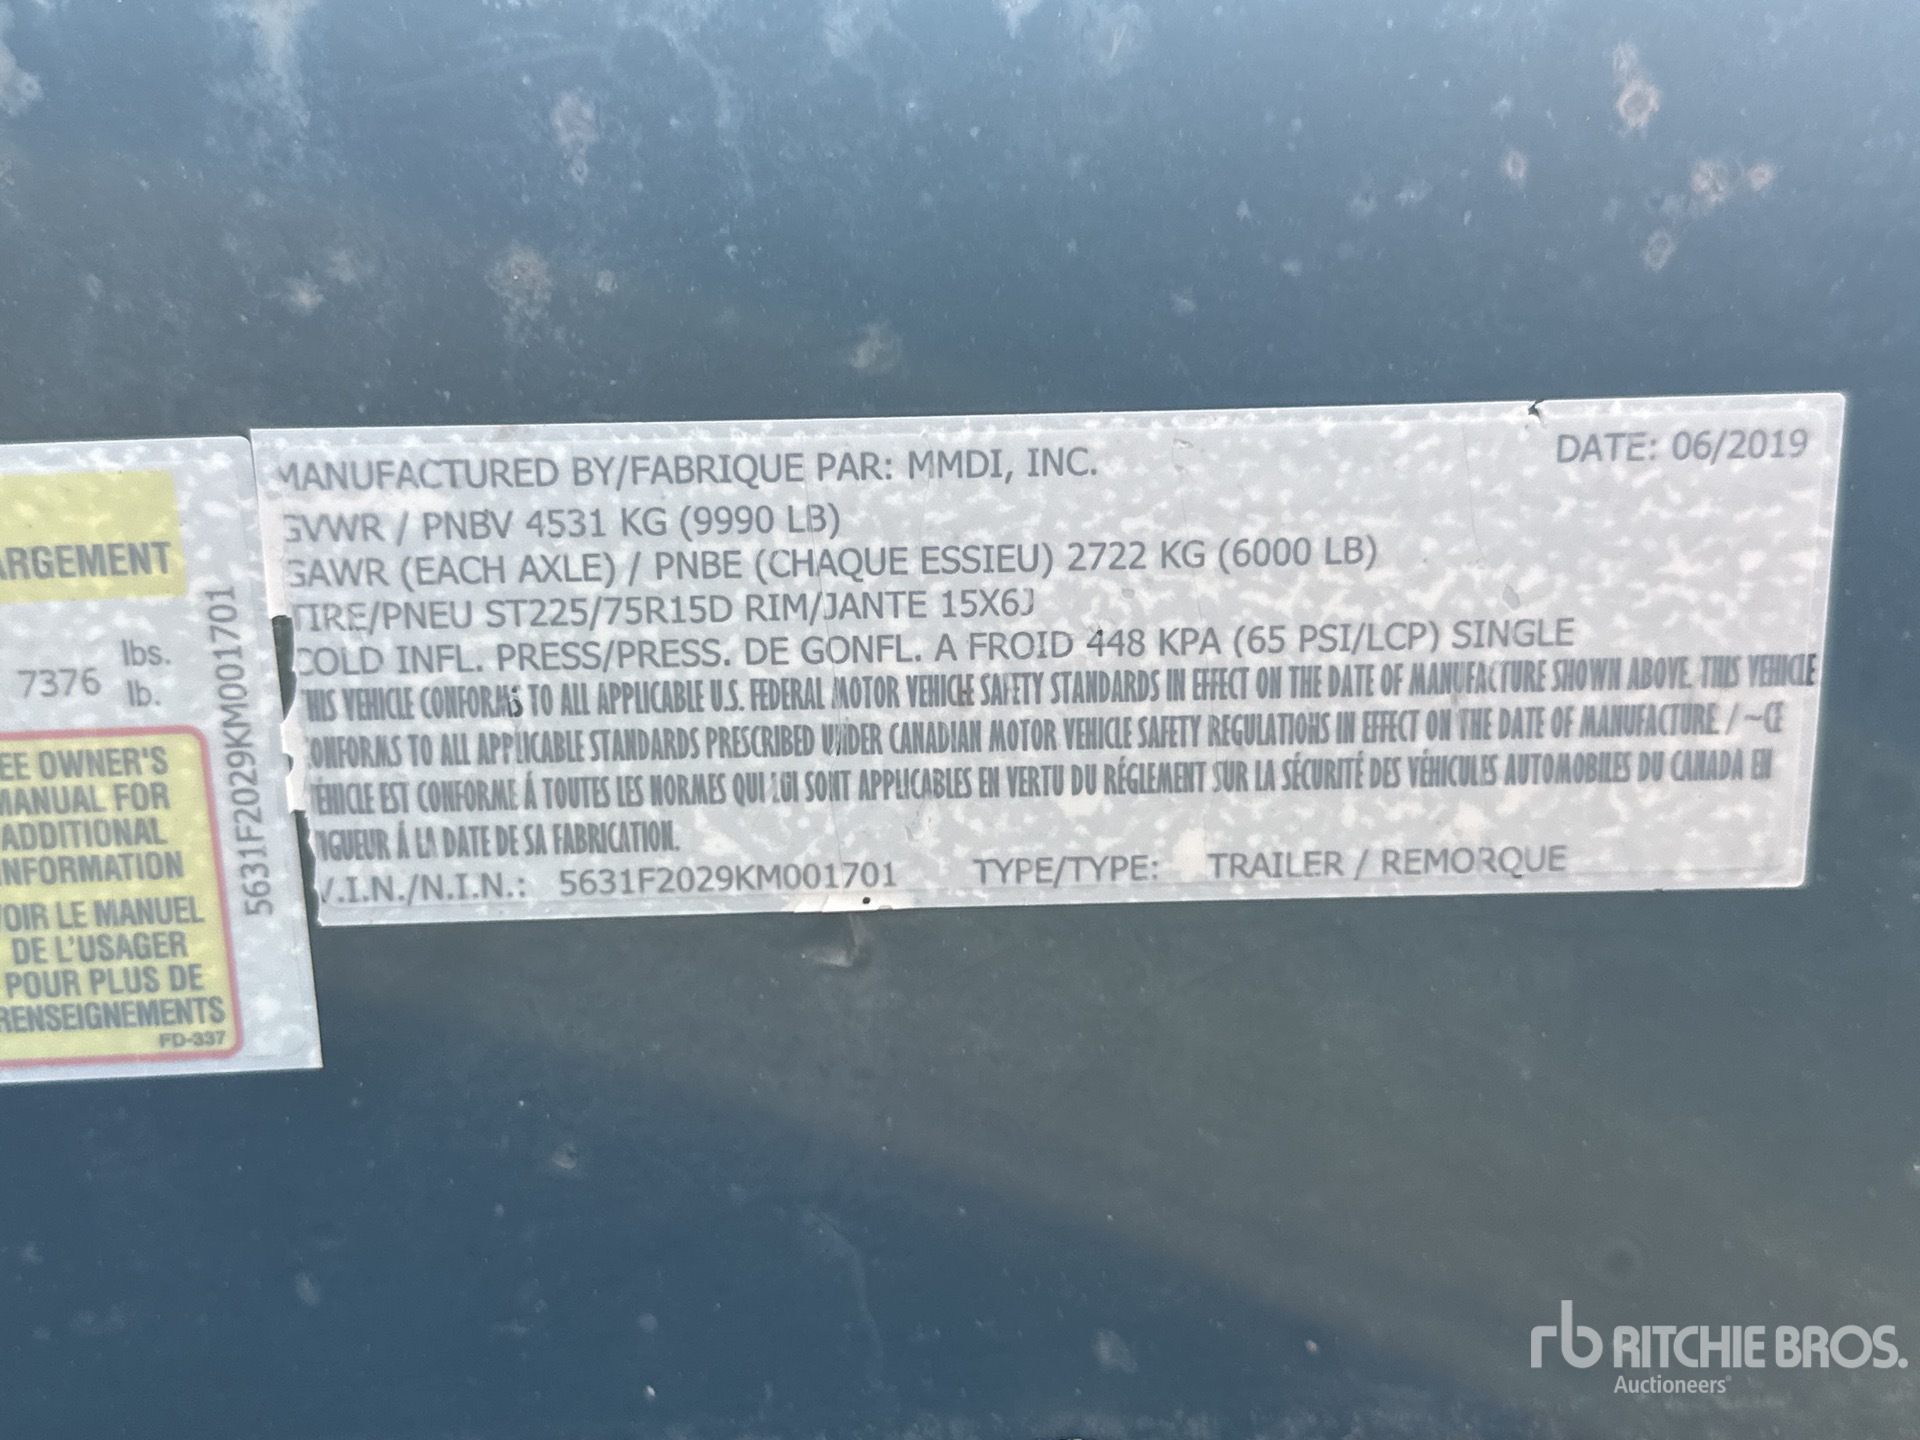 ARGEMENT
7376 lbs.
lb.
EE OWNER'S
MANUAL FOR
ADDITIONAL
INFORMATION
VOIR LE MANUEL
DE L'USAGER
POUR PLUS DE
RENSEIGNEMENTS
FD-337
5631F2029KM001701
MANUFACTURED BY/FABRIQUE PAR: MMDI, INC. DATE: 06/2019
GVWR / PNBV 4531 KG (9990 LB)
GAWR (EACH AXLE) / PNBE (CHAQUE ESSIEU) 2722 KG (6000 LB)
TIRE/PNEU ST225/75R15D RIM/JANTE 15X6J
COLD INFL. PRESS/PRESS. DE GONFL. A FROID 448 KPA (65 PSI/LCP) SINGLE
THIS VEHICLE CONFORMS TO ALL APPLICABLE U.S. FEDERAL MOTOR VEHICLE SAFETY STANDARDS IN EFFECT ON THE DATE OF MANUFACTURE SHOWN ABOVE. THIS VEHICLE
CONFORMS TO ALL APPLICABLE STANDARDS PRESCRIBED UNDER CANADIAN MOTOR VEHICLE SAFETY REGULATIONS IN EFFECT ON THE DATE OF MANUFACTURE / ~CE
VÉHICLE EST CONFORME Á TOUTES LES NORMES QUI LUI SONT APPLICABLES EN VERTU DU RÉGLEMENT SUR LA SÉCURITÉ DES VÉHICULES AUTOMOBILES DU CANADA EN
VIGUEUR Á LA DATE DE SA FABRICATION.
V.I.N./N.I.N.: 5631F2029KM001701 TYPE/TYPE: TRAILER / REMORQUE
rb RITCHIE BROS.
Auctioneers